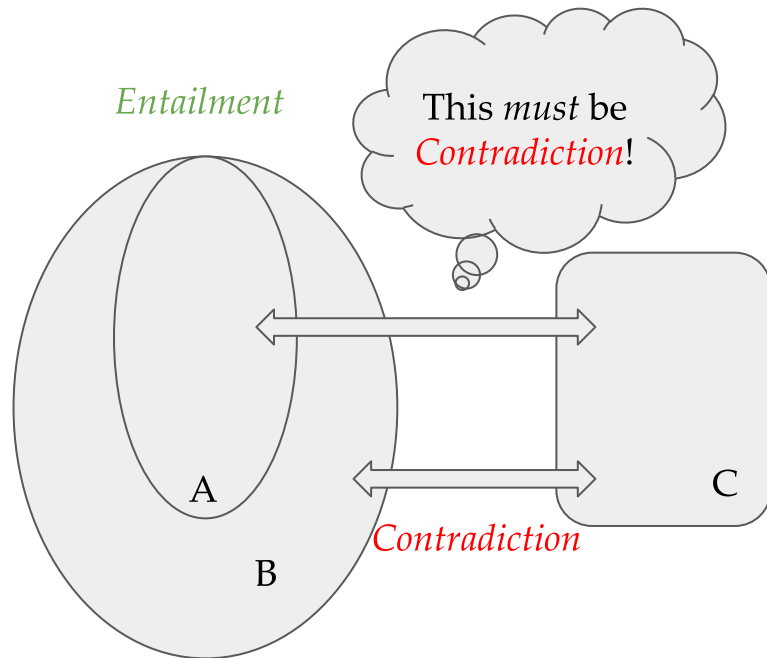 Entailment
This must be
Contradiction!
A
C
Contradiction
B